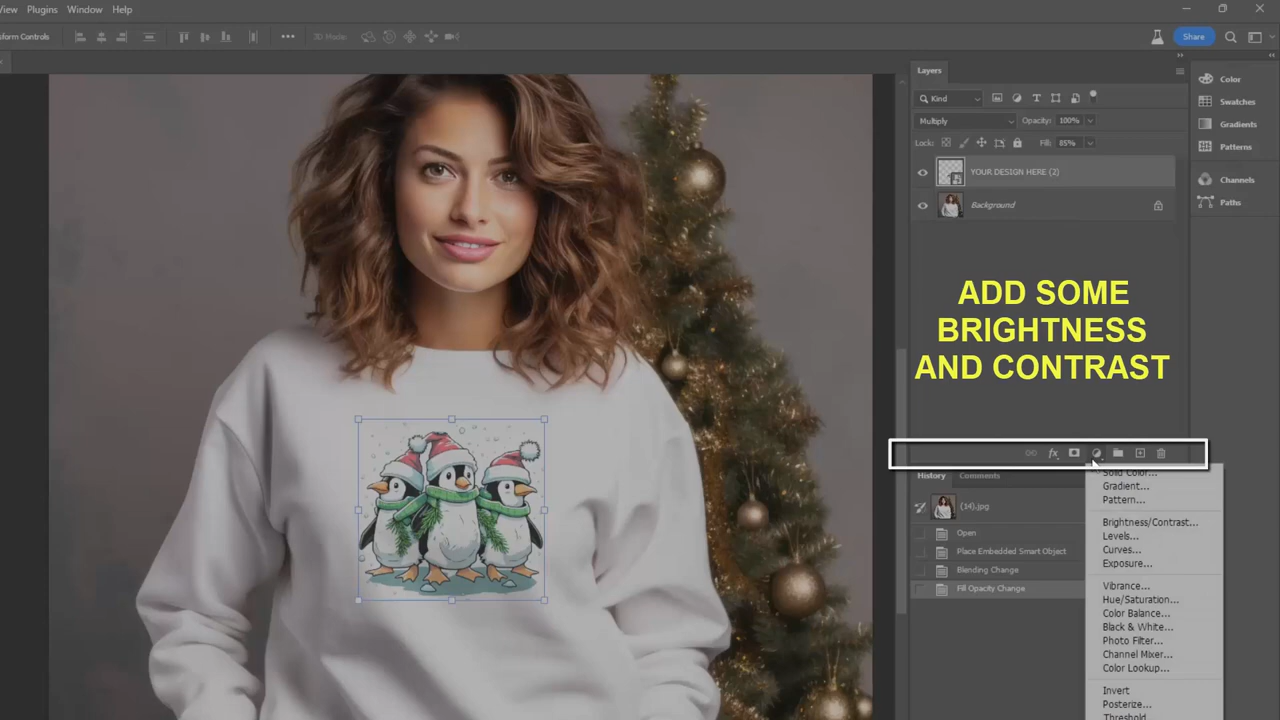 View Plugins Window Help
sform Controls
3D Mode:
Share
Layers
Kind
Multiply Opacity: 100%
Lock: Fill: 85%
YOUR DESIGN HERE (2)
Background
Color
Swatches
Gradients
Patterns
Channels
Paths
ADD SOME
BRIGHTNESS
AND CONTRAST
fx
History Comments
(14).jpg
Open
Place Embedded Smart Object
Blending Change
Fill Opacity Change
Solid Color...
Gradient...
Pattern...
Brightness/Contrast...
Levels...
Curves...
Exposure...
Vibrance...
Hue/Saturation...
Color Balance...
Black & White...
Photo Filter...
Channel Mixer...
Color Lookup...
Invert
Posterize...
Threshold